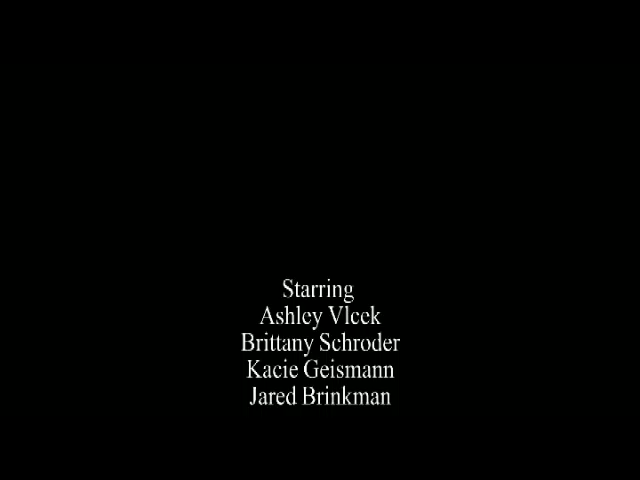 Starring
Ashley Vlcek
Brittany Schroder
Kacie Geismann
Jared Brinkman